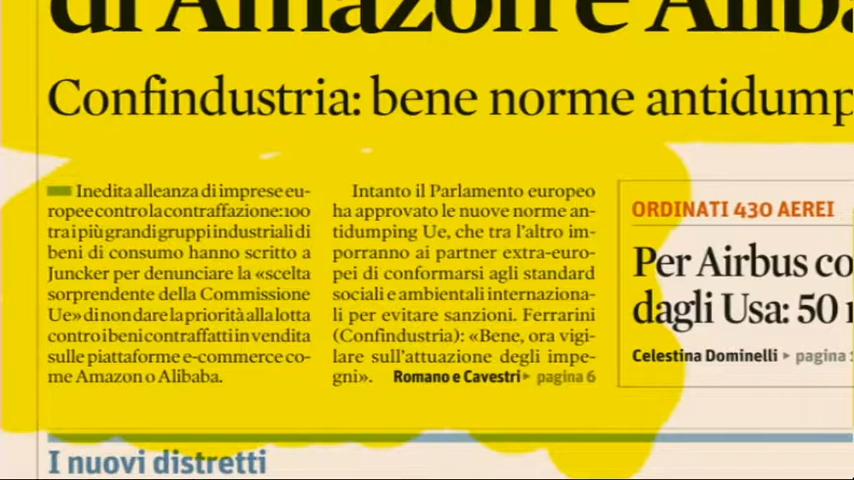 di Amazon e Aliba
Confindustria: bene norme antidump
Inedita alleanza di imprese eu-
ropee contro la contraffazione: 100
tra i più grandi gruppi industriali di
beni di consumo hanno scritto a
Juncker per denunciare la «scelta
sorprendente della Commissione
Ue» di non dare la priorità alla lotta
contro i beni contraffatti in vendita
sulle piattaforme e-commerce co-
me Amazon o Alibaba.
Intanto il Parlamento europeo
ha approvato le nuove norme an-
tidumping Ue, che tra l'altro im-
porranno ai partner extra-euro-
pei di conformarsi agli standard
sociali e ambientali internaziona-
li per evitare sanzioni. Ferrarini
(Confindustria): «Bene, ora vigi-
lare sull'attuazione degli impe-
gni». Romano e Cavestri ▸ pagina 6
ORDINATI 430 AEREI
Per Airbus co
dagli Usa: 50
Celestina Dominelli ▸ pagina
I nuovi distretti